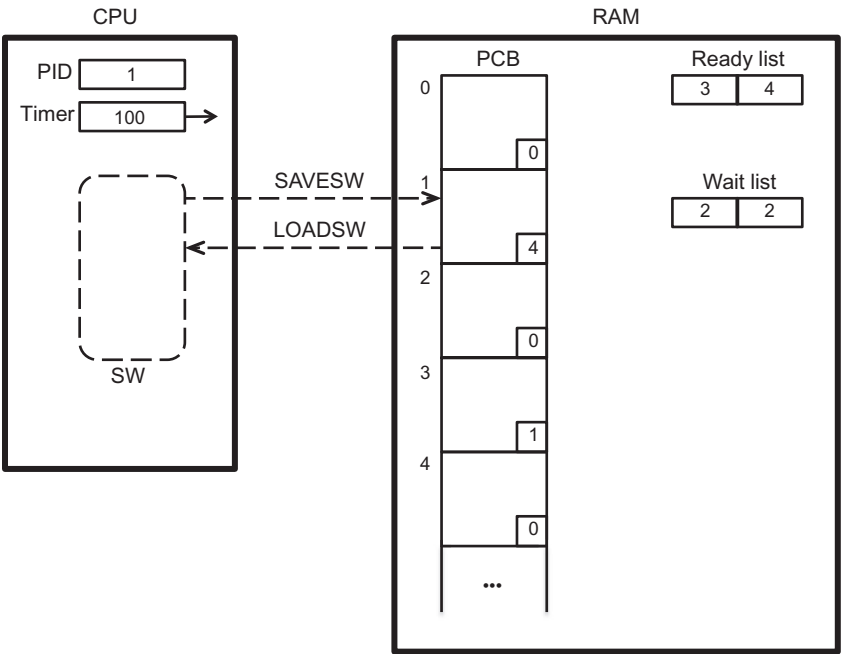 CPU
RAM
PID 1
Timer 100
SW
SAVESW
LOADSW
PCB
0
0
1
4
2
0
3
1
4
0
...
Ready list
3 4
Wait list
2 2